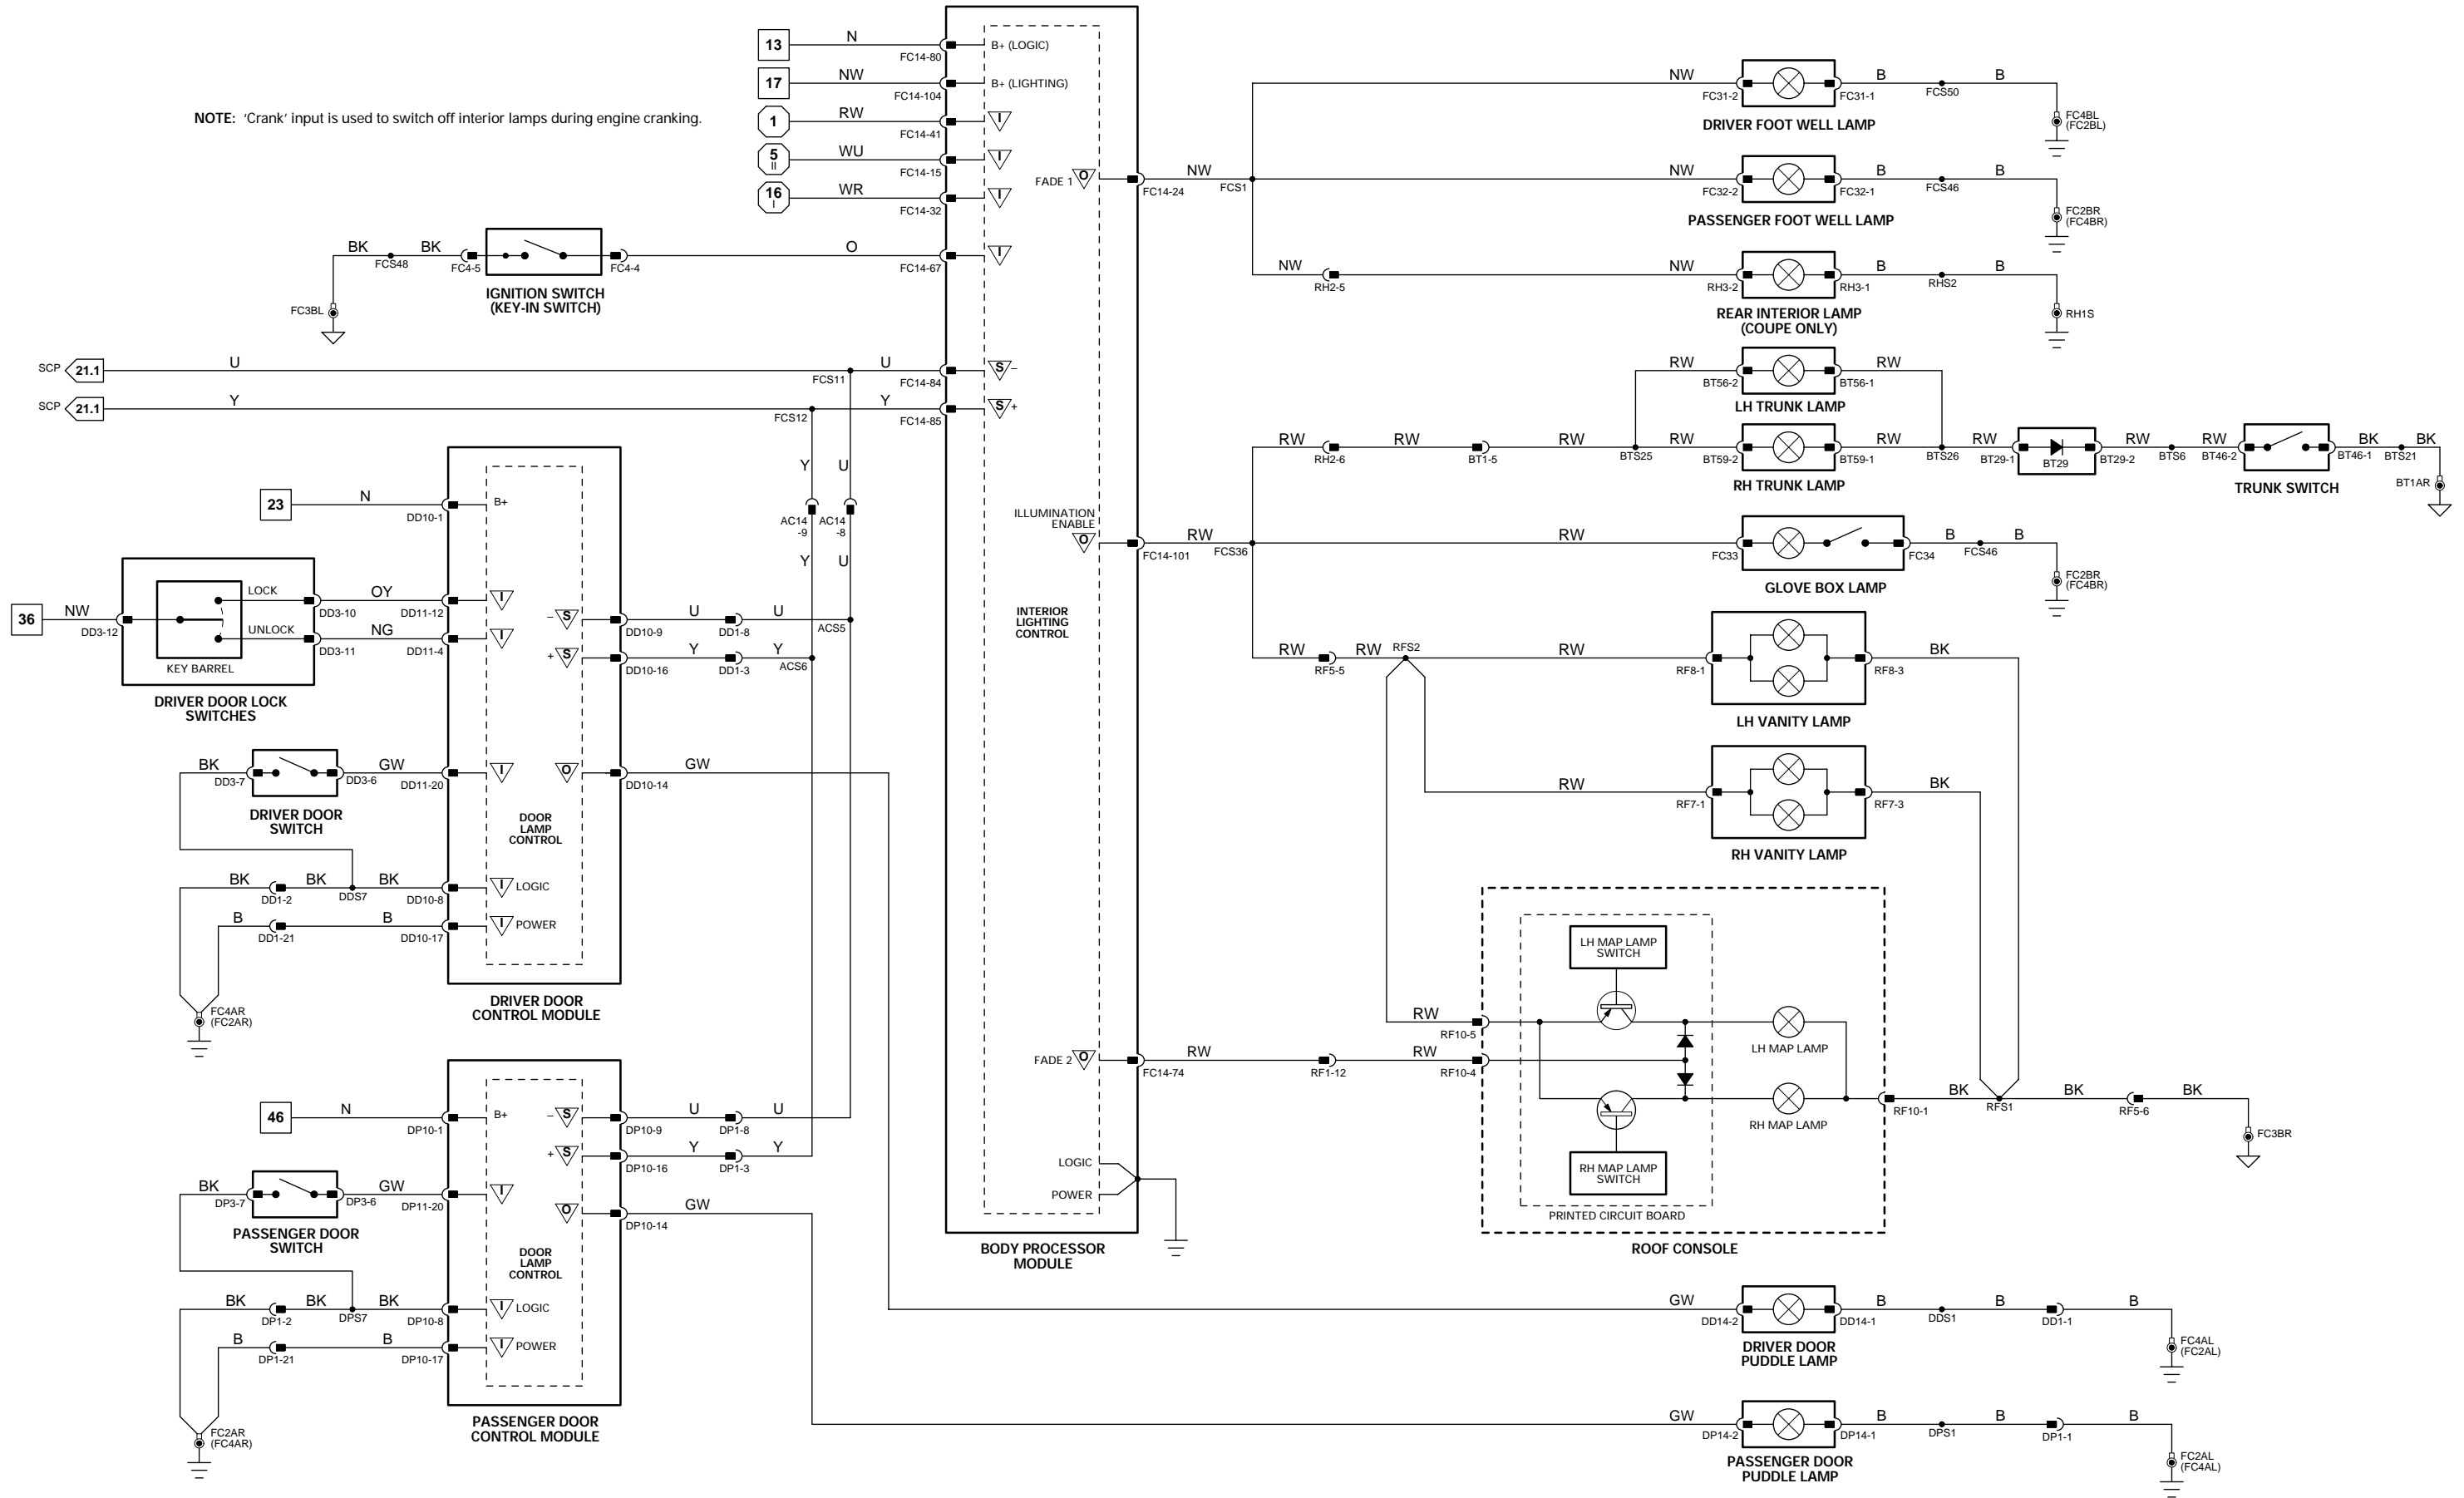 NOTE: 'Crank' input is used to switch off interior lamps during engine cranking.
13 N FC14-80 B+ (LOGIC)
17 NW FC14-104 B+ (LIGHTING)
1 RW FC14-41 I
5 II WU FC14-15 I
16 I WR FC14-32 I
BK FCS48 BK FC4-5 FC4-4 O FC14-67 I
IGNITION SWITCH
(KEY-IN SWITCH)
FC3BL
SCP 21.1 U FCS11 U FC14-84 S –
SCP 21.1 Y FCS12 Y FC14-85 S +
Y U
AC14 -9 AC14 -8
Y U
23 N DD10-1 B+
36 NW DD3-12
LOCK DD3-10 OY DD11-12 I
UNLOCK DD3-11 NG DD11-4 I
KEY BARREL
DRIVER DOOR LOCK
SWITCHES
– S DD10-9 U DD1-8 U ACS5
+ S DD10-16 Y DD1-3 Y ACS6
BK DD3-7 DD3-6 GW DD11-20 I
O DD10-14 GW
DRIVER DOOR
SWITCH
DOOR
LAMP
CONTROL
BK DD1-2 BK DDS7 BK DD10-8 I LOGIC
B DD1-21 B DD10-17 I POWER
FC4AR
(FC2AR)
DRIVER DOOR
CONTROL MODULE
46 N DP10-1 B+
– S DP10-9 U DP1-8 U
+ S DP10-16 Y DP1-3 Y
BK DP3-7 DP3-6 GW DP11-20 I
O DP10-14 GW
PASSENGER DOOR
SWITCH
DOOR
LAMP
CONTROL
BK DP1-2 BK DPS7 BK DP10-8 I LOGIC
B DP1-21 B DP10-17 I POWER
FC2AR
(FC4AR)
PASSENGER DOOR
CONTROL MODULE
FADE 1 O FC14-24 NW FCS1
ILLUMINATION
ENABLE
O FC14-101 RW FCS36
INTERIOR
LIGHTING
CONTROL
FADE 2 O FC14-74 RW RF1-12 RW RF10-4
LOGIC
POWER
BODY PROCESSOR
MODULE
NW FC31-2 FC31-1 B FCS50 B
FC4BL
(FC2BL)
DRIVER FOOT WELL LAMP
NW FC32-2 FC32-1 B FCS46 B
FC2BR
(FC4BR)
PASSENGER FOOT WELL LAMP
NW RH2-5 NW RH3-2 RH3-1 B RHS2 B
RH1S
REAR INTERIOR LAMP
(COUPE ONLY)
RW BT56-2 BT56-1 RW
LH TRUNK LAMP
RW RH2-6 RW BT1-5 RW BTS25 RW BT59-2 BT59-1 RW BTS26 RW BT29-1 BT29 BT29-2 RW BTS6 RW BT46-2 BT46-1 BK BTS21 BK
RH TRUNK LAMP
TRUNK SWITCH
BT1AR
RW FC33 FC34 B FCS46 B
FC2BR
(FC4BR)
GLOVE BOX LAMP
RW RF5-5 RW RFS2 RW RF8-1 RF8-3 BK
LH VANITY LAMP
RW RF7-1 RF7-3 BK
RH VANITY LAMP
LH MAP LAMP
SWITCH
RW RF10-5
LH MAP LAMP
RH MAP LAMP
RF10-1 BK RFS1 BK RF5-6 BK
FC3BR
RH MAP LAMP
SWITCH
PRINTED CIRCUIT BOARD
ROOF CONSOLE
GW DD14-2 DD14-1 B DDS1 B DD1-1 B
FC4AL
(FC2AL)
DRIVER DOOR
PUDDLE LAMP
GW DP14-2 DP14-1 B DPS1 B DP1-1 B
FC2AL
(FC4AL)
PASSENGER DOOR
PUDDLE LAMP